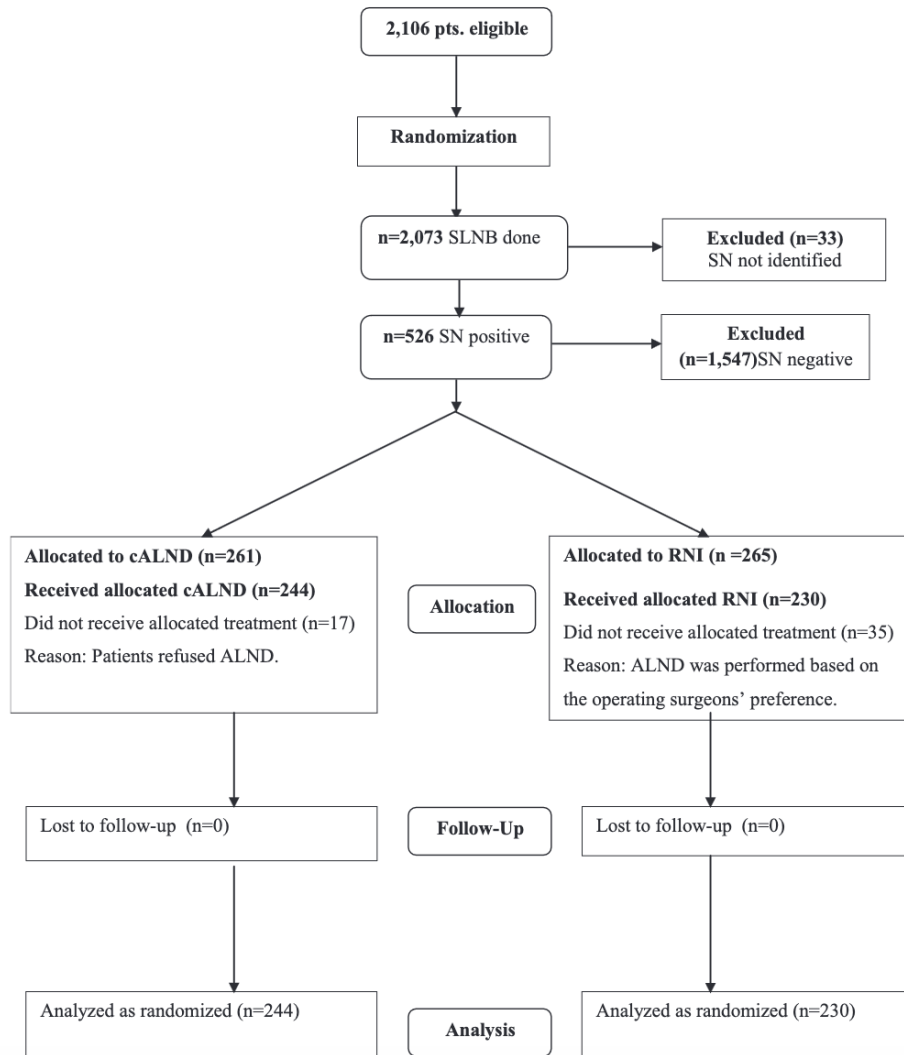 2,106 pts. eligible
Randomization
n=2,073 SLNB done
Excluded (n=33)
SN not identified
n=526 SN positive
Excluded
(n=1,547)SN negative
Allocated to cALND (n=261)
Received allocated cALND (n=244)
Did not receive allocated treatment (n=17)
Reason: Patients refused ALND.
Allocation
Allocated to RNI (n =265)
Received allocated RNI (n=230)
Did not receive allocated treatment (n=35)
Reason: ALND was performed based on
the operating surgeons’ preference.
Lost to follow-up (n=0)
Follow-Up
Lost to follow-up (n=0)
Analyzed as randomized (n=244)
Analysis
Analyzed as randomized (n=230)